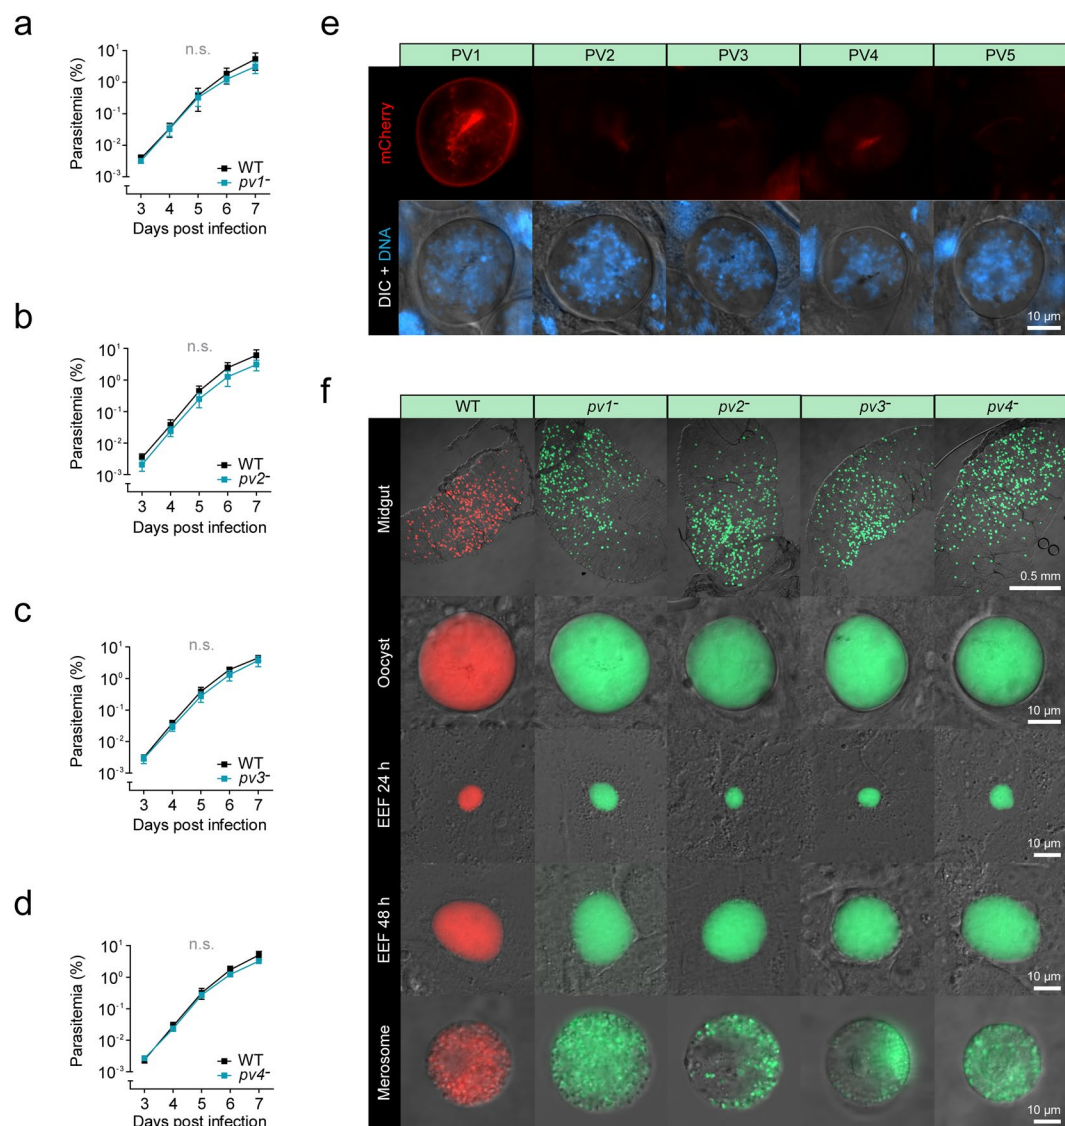 a
n.s.
Parasitemia (%)
10¹
10⁰
10⁻¹
10⁻²
10⁻³
WT
pv1⁻
3 4 5 6 7
Days post infection
b
n.s.
Parasitemia (%)
10¹
10⁰
10⁻¹
10⁻²
10⁻³
WT
pv2⁻
3 4 5 6 7
Days post infection
c
n.s.
Parasitemia (%)
10¹
10⁰
10⁻¹
10⁻²
10⁻³
WT
pv3⁻
3 4 5 6 7
Days post infection
d
n.s.
Parasitemia (%)
10¹
10⁰
10⁻¹
10⁻²
10⁻³
WT
pv4⁻
3 4 5 6 7
Days post infection
e
PV1 PV2 PV3 PV4 PV5
mCherry
DIC + DNA
10 µm
f
WT pv1⁻ pv2⁻ pv3⁻ pv4⁻
Midgut
0.5 mm
Oocyst
10 µm
EEF 24 h
10 µm
EEF 48 h
10 µm
Merosome
10 µm